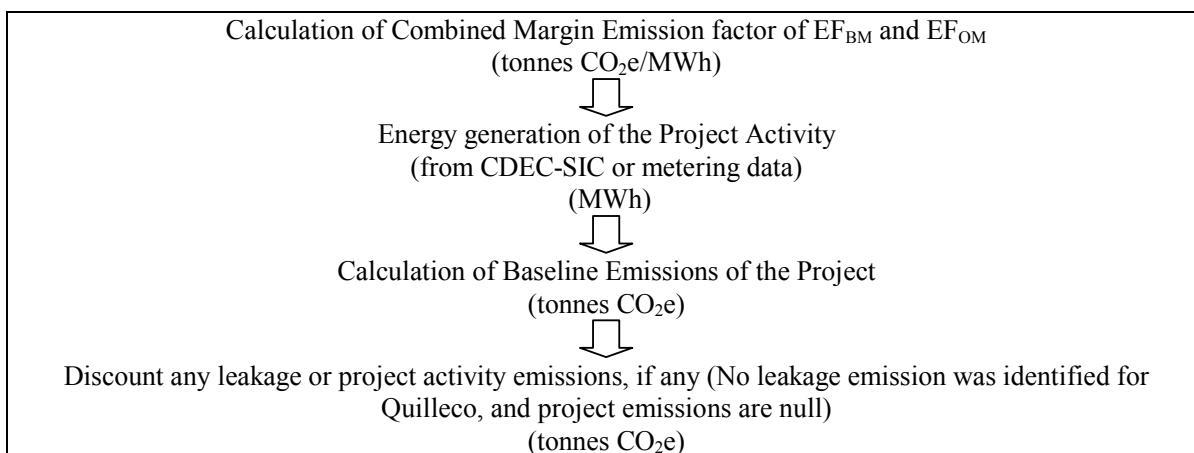 Calculation of Combined Margin Emission factor of EF_BM and EF_OM
(tonnes CO₂e/MWh)
Energy generation of the Project Activity
(from CDEC-SIC or metering data)
(MWh)
Calculation of Baseline Emissions of the Project
(tonnes CO₂e)
Discount any leakage or project activity emissions, if any (No leakage emission was identified for
Quilleco, and project emissions are null)
(tonnes CO₂e)